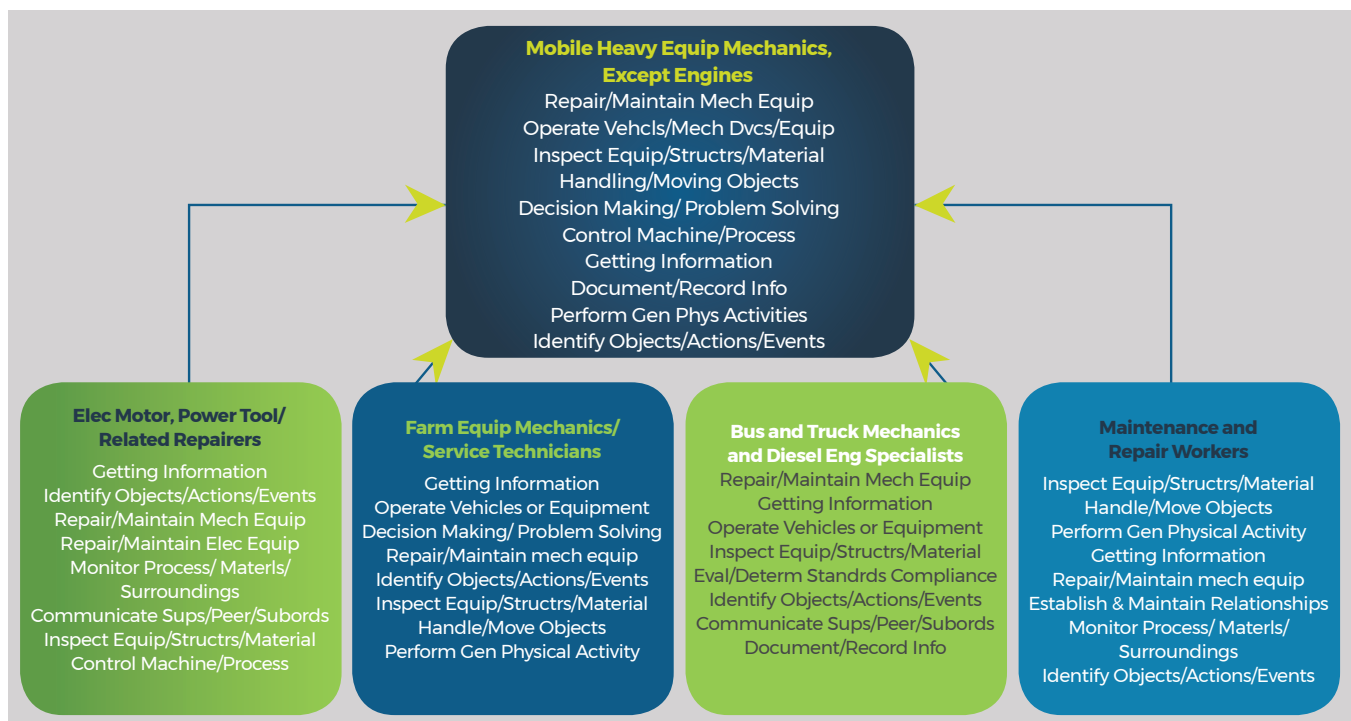 Mobile Heavy Equip Mechanics,
Except Engines
Repair/Maintain Mech Equip
Operate Vehcls/Mech Dvcs/Equip
Inspect Equip/Structrs/Material
Handling/Moving Objects
Decision Making/ Problem Solving
Control Machine/Process
Getting Information
Document/Record Info
Perform Gen Phys Activities
Identify Objects/Actions/Events
Elec Motor, Power Tool/
Related Repairers
Getting Information
Identify Objects/Actions/Events
Repair/Maintain Mech Equip
Repair/Maintain Elec Equip
Monitor Process/ Materls/
Surroundings
Communicate Sups/Peer/Subords
Inspect Equip/Structrs/Material
Control Machine/Process
Farm Equip Mechanics/
Service Technicians
Getting Information
Operate Vehicles or Equipment
Decision Making/ Problem Solving
Repair/Maintain mech equip
Identify Objects/Actions/Events
Inspect Equip/Structrs/Material
Handle/Move Objects
Perform Gen Physical Activity
Bus and Truck Mechanics
and Diesel Eng Specialists
Repair/Maintain Mech Equip
Getting Information
Operate Vehicles or Equipment
Inspect Equip/Structrs/Material
Eval/Determ Standrds Compliance
Identify Objects/Actions/Events
Communicate Sups/Peer/Subords
Document/Record Info
Maintenance and
Repair Workers
Inspect Equip/Structrs/Material
Handle/Move Objects
Perform Gen Physical Activity
Getting Information
Repair/Maintain mech equip
Establish & Maintain Relationships
Monitor Process/ Materls/
Surroundings
Identify Objects/Actions/Events